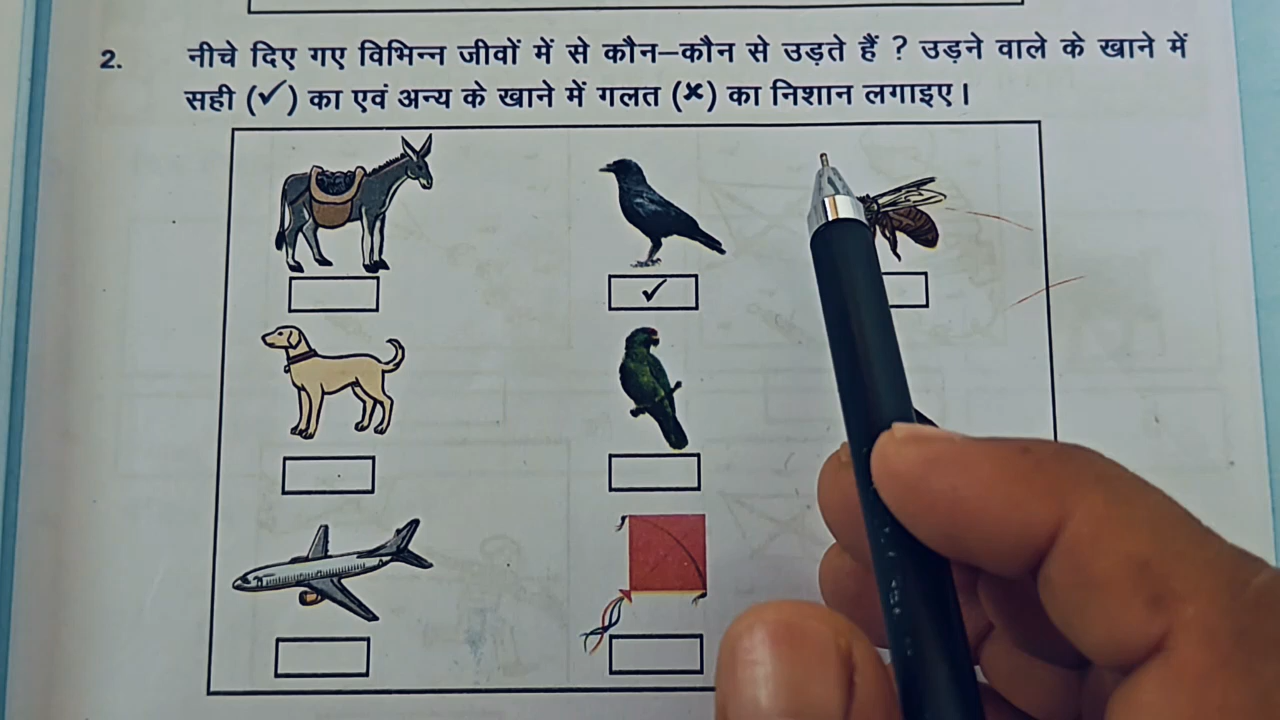 2. नीचे दिए गए विभिन्न जीवों में से कौन–कौन से उड़ते हैं ? उड़ने वाले के खाने में
सही (✓) का एवं अन्य के खाने में गलत (×) का निशान लगाइए।
✓